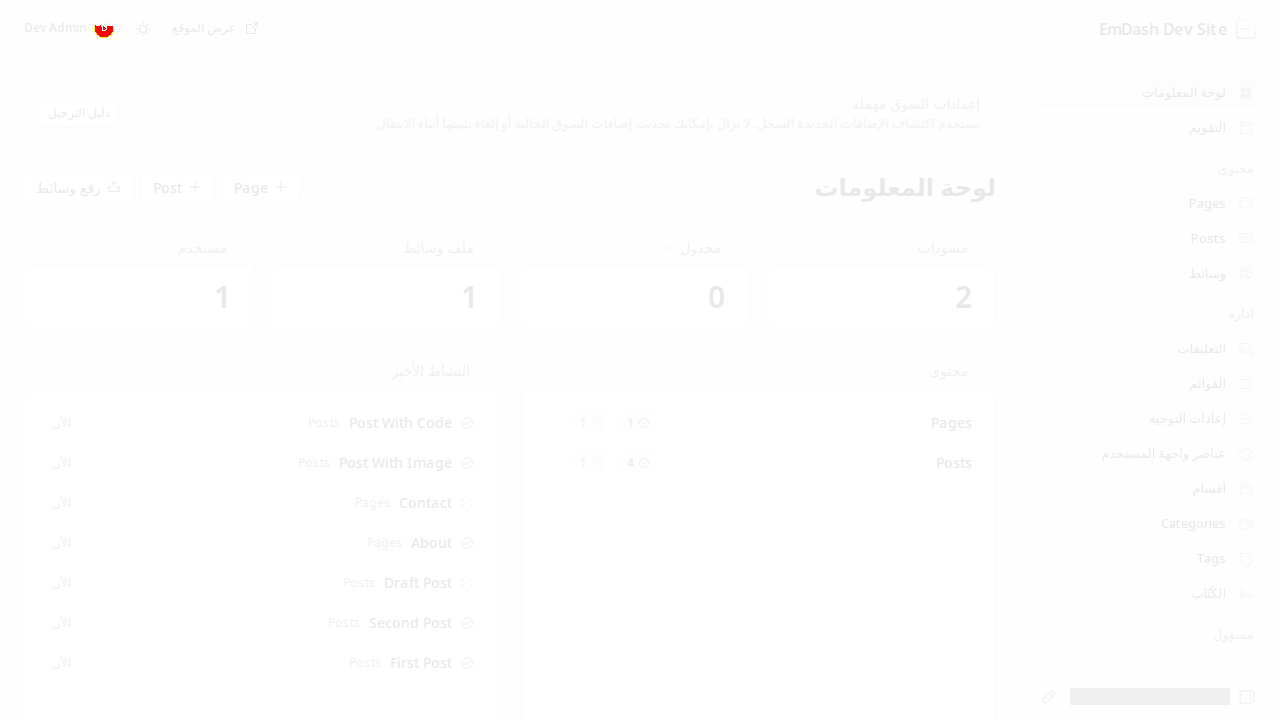 EmDash Dev Site
لوحة المعلومات
التقويم
محتوى
Pages
Posts
وسائط
إدارة
التعليقات
القوائم
إعادات التوجيه
عناصر واجهة المستخدم
أقسام
Categories
Tags
الكُتّاب
مسؤول
عرض الموقع
Dev Admin
إعدادات السوق مهملة
يستخدم اكتشاف الإضافات الجديدة السجل. لا يزال بإمكانك تحديث إضافات السوق الحالية أو إلغاء تثبيتها أثناء الانتقال.
دليل الترحيل
لوحة المعلومات
Page
Post
رفع وسائط
مسودات
2
مجدول
0
ملف وسائط
1
مستخدم
1
محتوى
Pages 1 1
Posts 4 1
النشاط الأخير
Post With Code Posts الآن
Post With Image Posts الآن
Contact Pages الآن
About Pages الآن
Draft Post Posts الآن
Second Post Posts الآن
First Post Posts الآن